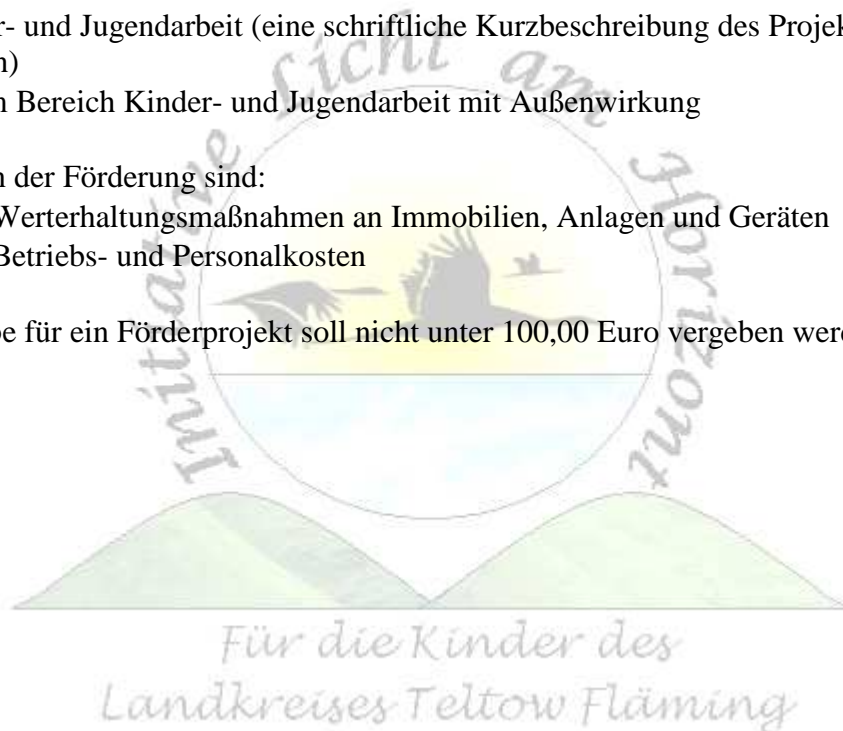 r- und Jugendarbeit (eine schriftliche Kurzbeschreibung des Projek
n)
n Bereich Kinder- und Jugendarbeit mit Außenwirkung
n der Förderung sind:
Werterhaltungsmaßnahmen an Immobilien, Anlagen und Geräten
Betriebs- und Personalkosten
be für ein Förderprojekt soll nicht unter 100,00 Euro vergeben wer
Initiative Licht am Horizont
Für die Kinder des
Landkreises Teltow Fläming